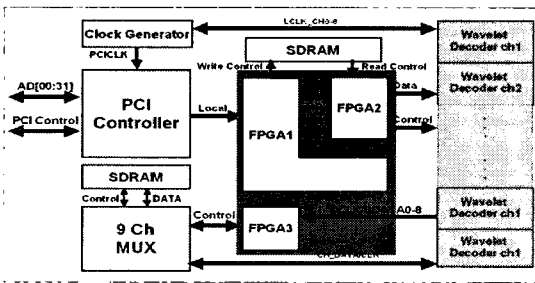 Clock Generator
LCLK_CH0-8
Wavelet
Decoder ch1
PCICLK
SDRAM
Write Control
Read Control
AD[00:31]
PCI
Controller
PCI Control
Local
FPGA1
FPGA2
Data
Control
Wavelet
Decoder ch2
SDRAM
Control
DATA
9 Ch
MUX
Control
FPGA3
A0-8
Wavelet
Decoder ch1
Wavelet
Decoder ch1